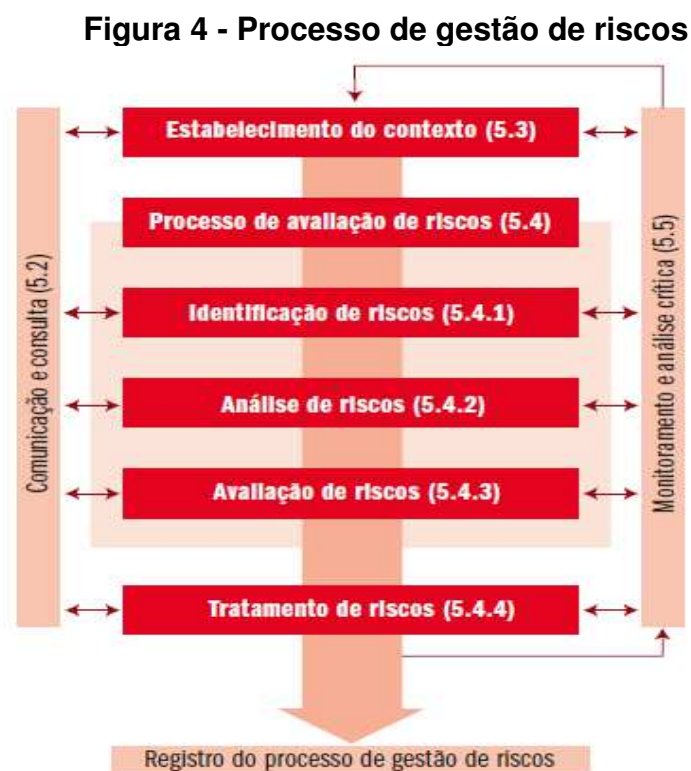 Figura 4 - Processo de gestão de riscos
Estabelecimento do contexto (5.3)
Processo de avaliação de riscos (5.4)
Identificação de riscos (5.4.1)
Análise de riscos (5.4.2)
Avaliação de riscos (5.4.3)
Tratamento de riscos (5.4.4)
Comunicação e consulta (5.2)
Monitoramento e análise crítica (5.5)
Registro do processo de gestão de riscos